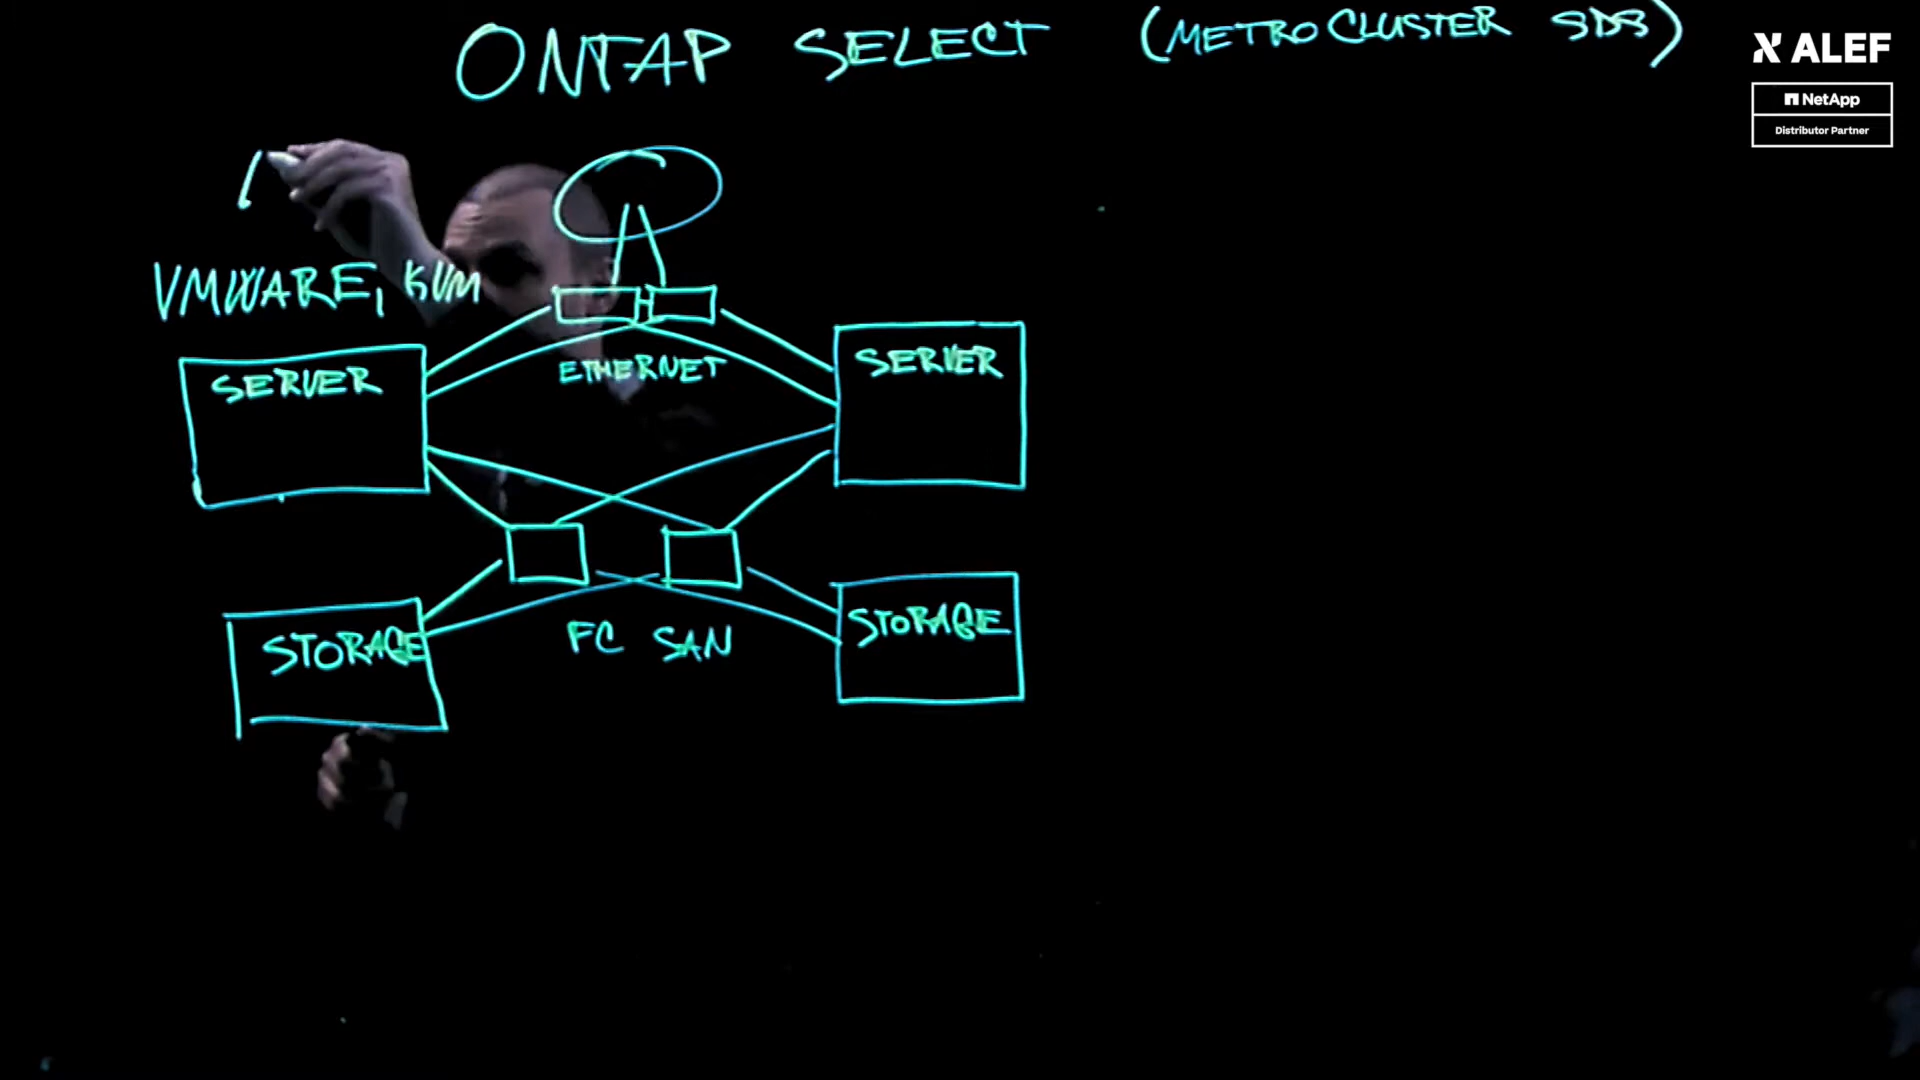 ONTAP SELECT (METROCLUSTER SDS)
ALEF
NetApp
Distributor Partner
VMWARE, KVM
SERVER
ETHERNET
SERVER
STORAGE
FC SAN
STORAGE